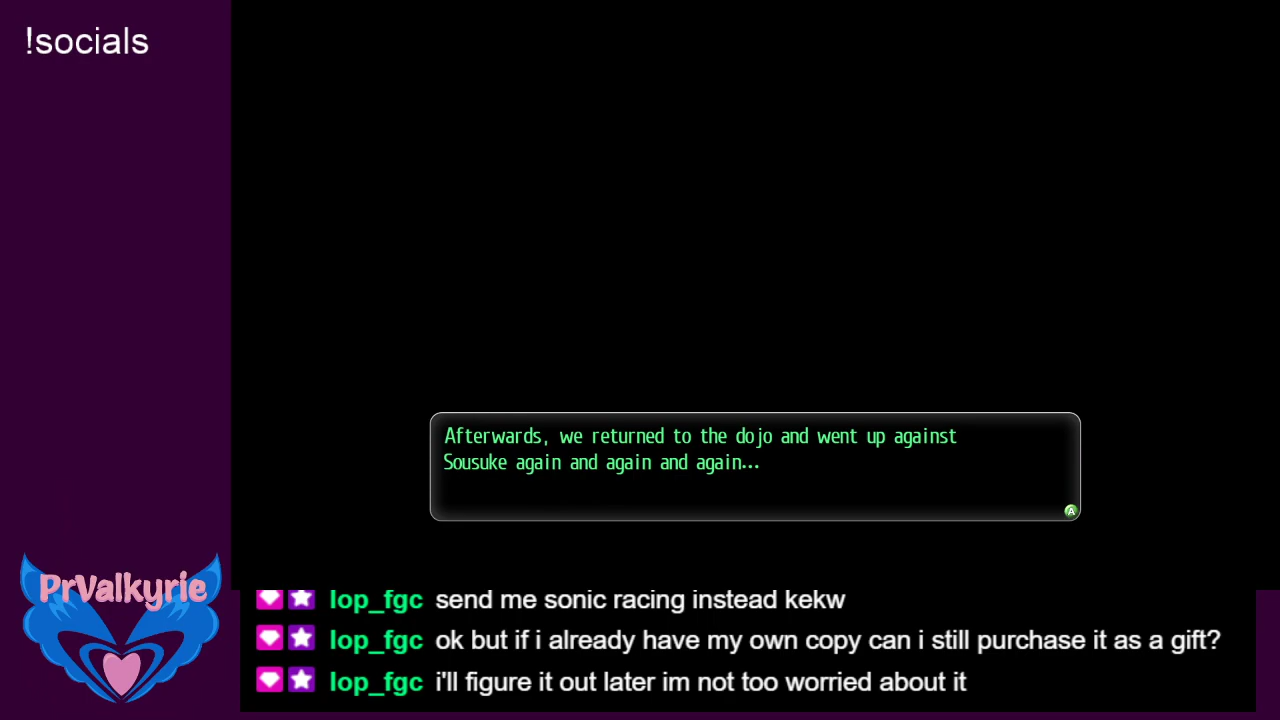 !socials
Afterwards, we returned to the dojo and went up against
Sousuke again and again and again...
A
PrValkyrie
lop_fgc send me sonic racing instead kekw
lop_fgc ok but if i already have my own copy can i still purchase it as a gift?
lop_fgc i'll figure it out later im not too worried about it